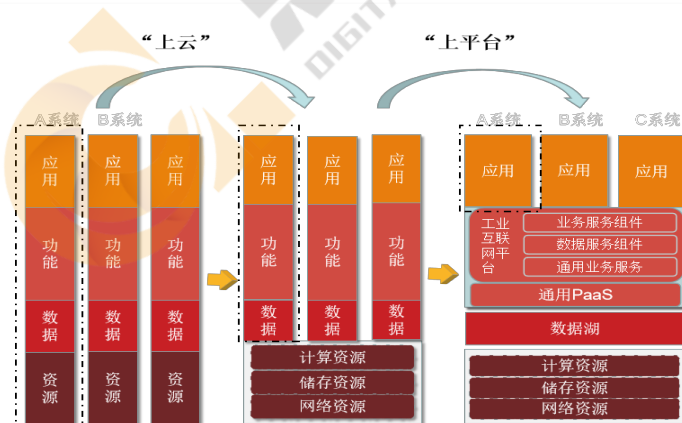 “上云”
“上平台”
A系统 B系统
应用 应用 应用
功能 功能 功能
数据 数据 数据
资源 资源 资源
应用 应用 应用
功能 功能 功能
数据 数据 数据
计算资源
储存资源
网络资源
A系统 B系统 C系统
应用 应用 应用
工业互联网平台
业务服务组件
数据服务组件
通用业务服务
通用PaaS
数据湖
计算资源
储存资源
网络资源